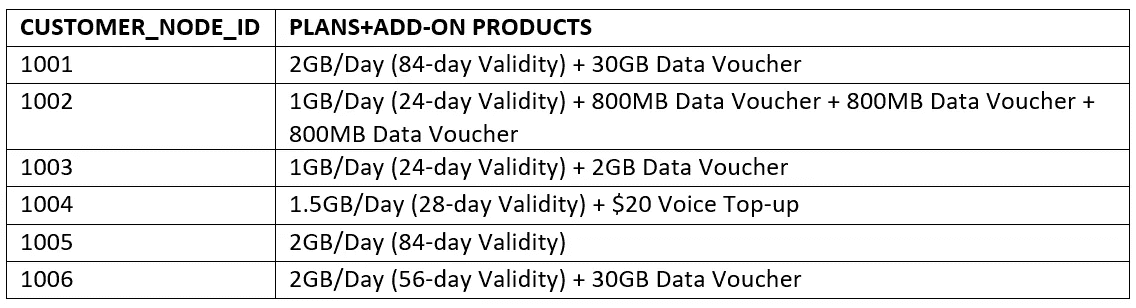 CUSTOMER_NODE_ID PLANS+ADD-ON PRODUCTS
1001 2GB/Day (84-day Validity) + 30GB Data Voucher
1002 1GB/Day (24-day Validity) + 800MB Data Voucher + 800MB Data Voucher +
800MB Data Voucher
1003 1GB/Day (24-day Validity) + 2GB Data Voucher
1004 1.5GB/Day (28-day Validity) + $20 Voice Top-up
1005 2GB/Day (84-day Validity)
1006 2GB/Day (56-day Validity) + 30GB Data Voucher